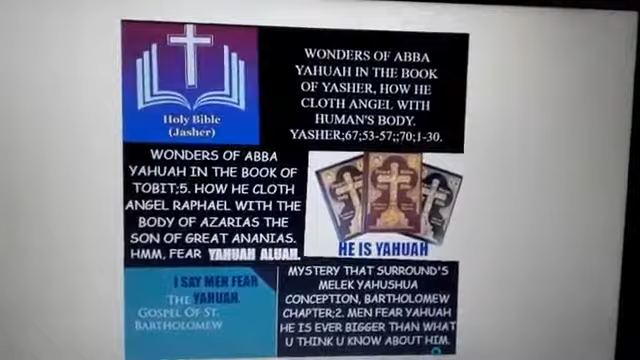 Holy Bible
(Jasher)
WONDERS OF ABBA
YAHUAH IN THE BOOK
OF YASHER, HOW HE
CLOTH ANGEL WITH
HUMAN'S BODY.
YASHER;67;53-57;;70;1-30.
WONDERS OF ABBA
YAHUAH IN THE BOOK OF
TOBIT;5. HOW HE CLOTH
ANGEL RAPHAEL WITH THE
BODY OF AZARIAS THE
SON OF GREAT ANANIAS.
HMM, FEAR YAHUAH ALUAH.
HE IS YAHUAH
I SAY MEN FEAR
YAHUAH.
THE
GOSPEL OF ST.
BARTHOLOMEW
MYSTERY THAT SURROUND'S
MELEK YAHUSHUA
CONCEPTION, BARTHOLOMEW
CHAPTER;2. MEN FEAR YAHUAH
HE IS EVER BIGGER THAN WHAT
U THINK U KNOW ABOUT HIM.